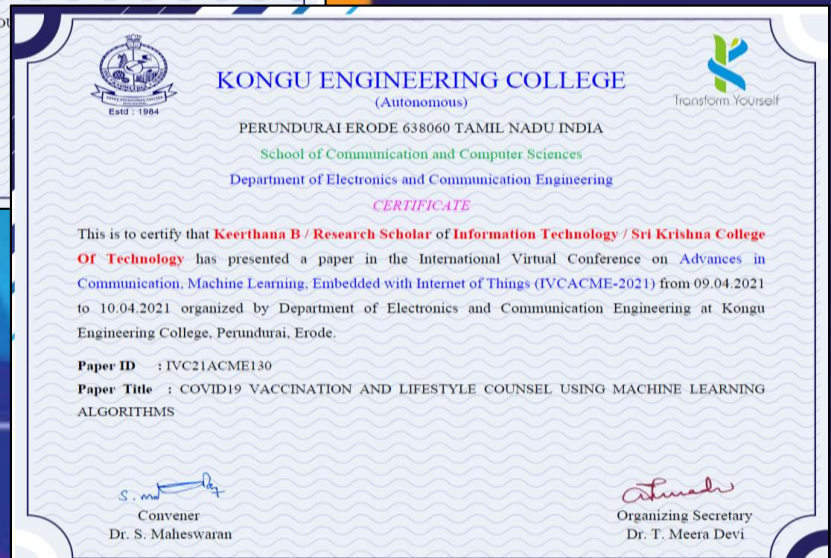 KONGU ENGINEERING COLLEGE
(Autonomous)
Estd : 1984
Transform Yourself
PERUNDURAI ERODE 638060 TAMIL NADU INDIA
School of Communication and Computer Sciences
Department of Electronics and Communication Engineering
CERTIFICATE
This is to certify that Keerthana B / Research Scholar of Information Technology / Sri Krishna College
Of Technology has presented a paper in the International Virtual Conference on Advances in
Communication, Machine Learning, Embedded with Internet of Things (IVCACME-2021) from 09.04.2021
to 10.04.2021 organized by Department of Electronics and Communication Engineering at Kongu
Engineering College, Perundurai, Erode.
Paper ID : IVC21ACME130
Paper Title : COVID19 VACCINATION AND LIFESTYLE COUNSEL USING MACHINE LEARNING
ALGORITHMS
Convener
Dr. S. Maheswaran
Organizing Secretary
Dr. T. Meera Devi